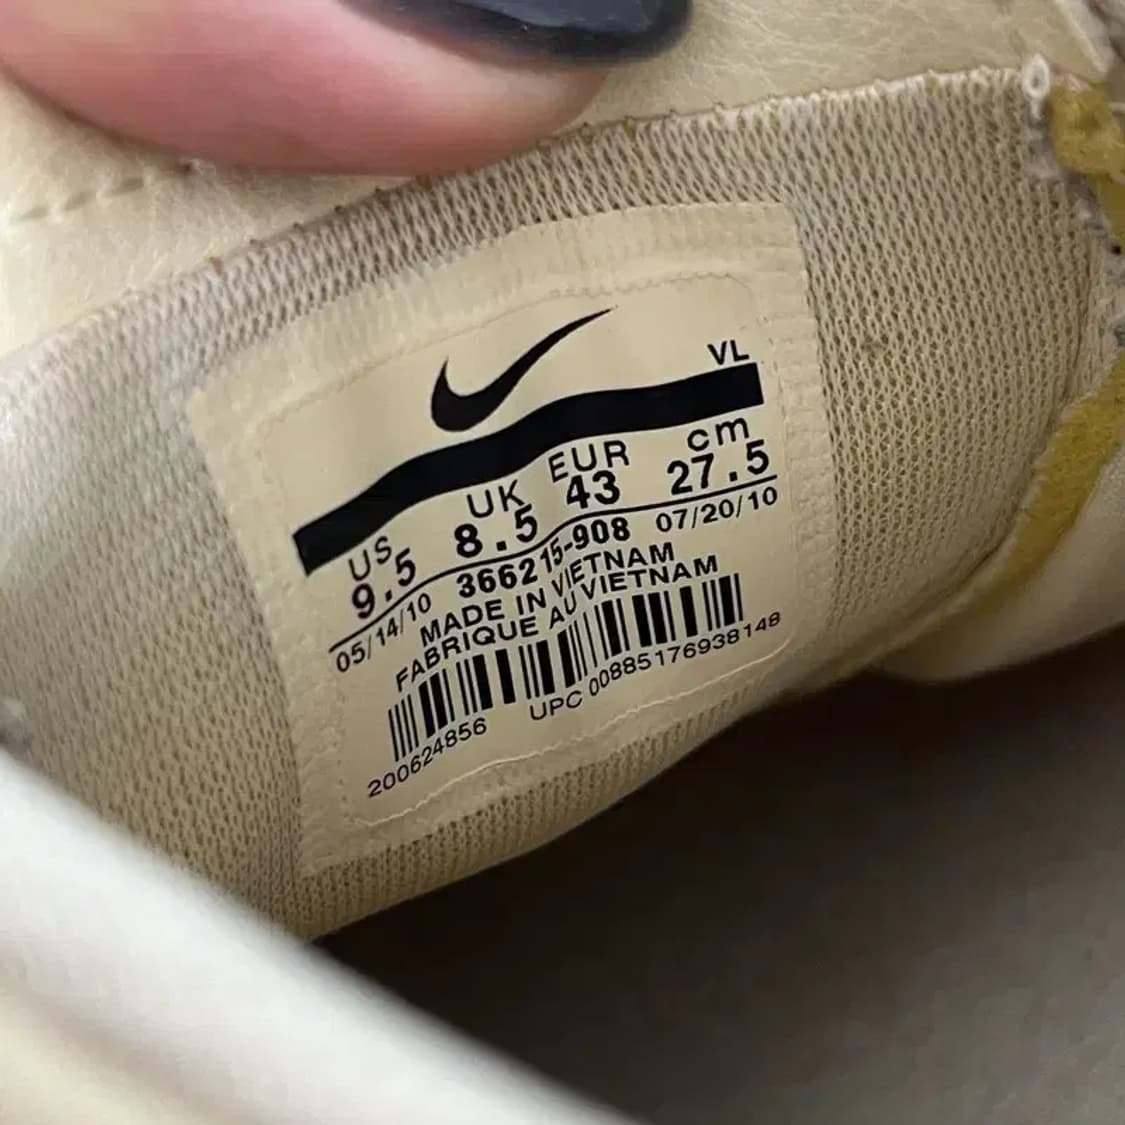 VL
US UK EUR cm
9.5 8.5 43 27.5
05/14/10 366215-908 07/20/10
MADE IN VIETNAM
FABRIQUE AU VIETNAM
200624856 UPC 00885176938148